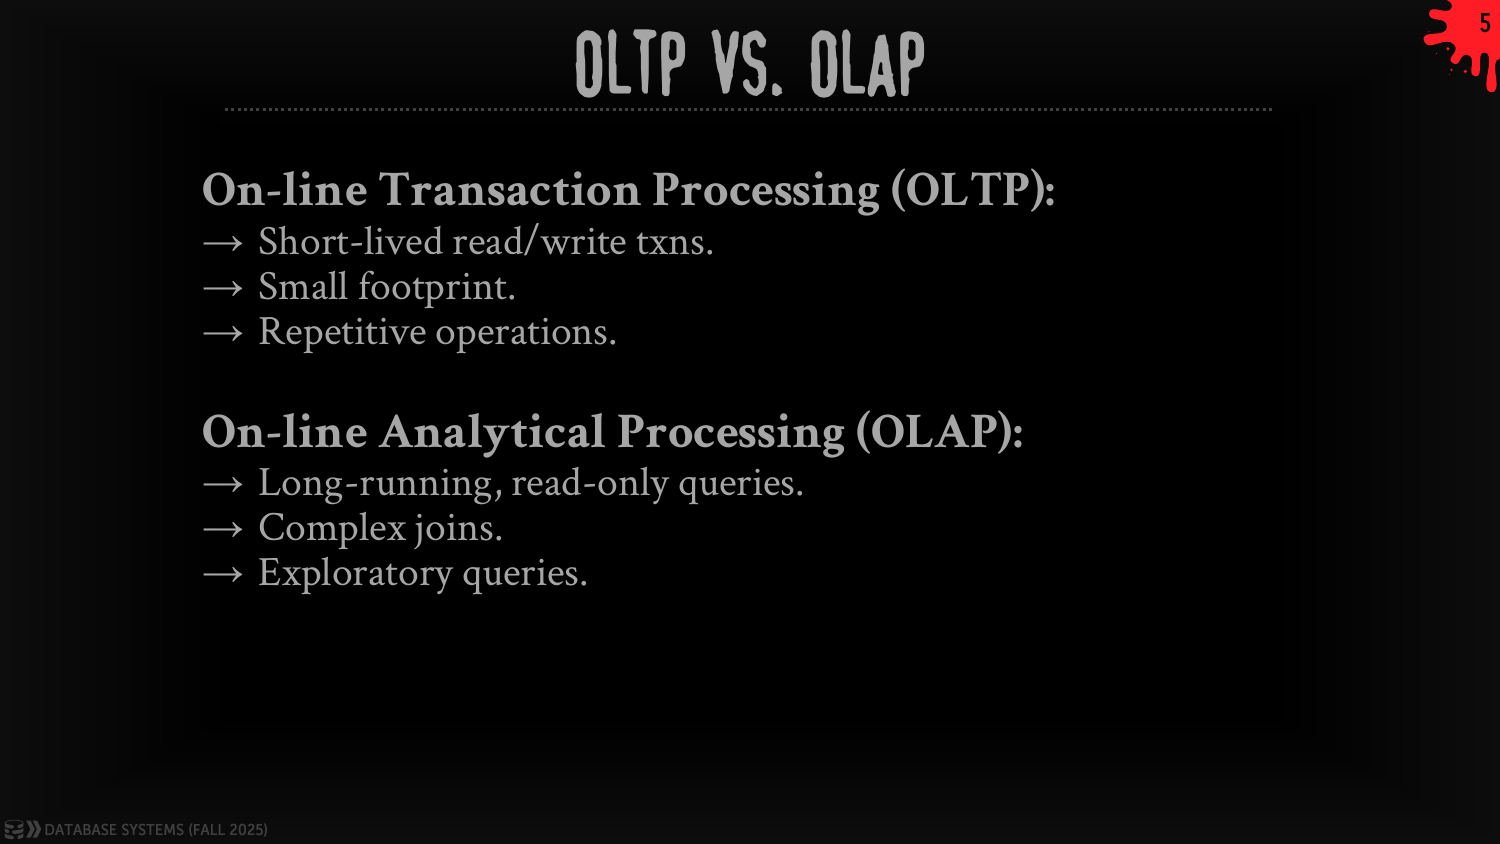 OLTP VS. OLAP
5
On-line Transaction Processing (OLTP):
→ Short-lived read/write txns.
→ Small footprint.
→ Repetitive operations.
On-line Analytical Processing (OLAP):
→ Long-running, read-only queries.
→ Complex joins.
→ Exploratory queries.
DATABASE SYSTEMS (FALL 2025)